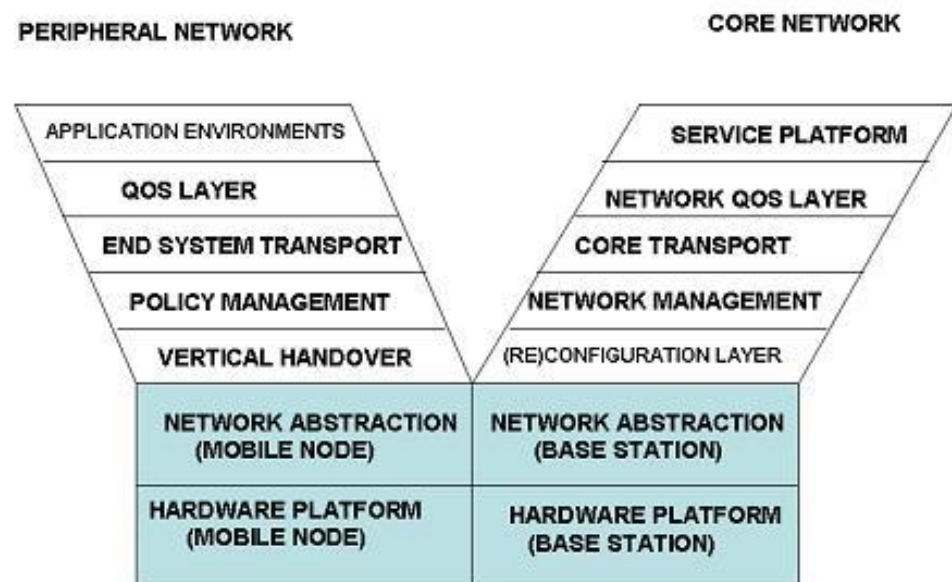 PERIPHERAL NETWORK
CORE NETWORK
APPLICATION ENVIRONMENTS
QOS LAYER
END SYSTEM TRANSPORT
POLICY MANAGEMENT
VERTICAL HANDOVER
SERVICE PLATFORM
NETWORK QOS LAYER
CORE TRANSPORT
NETWORK MANAGEMENT
(RE)CONFIGURATION LAYER
NETWORK ABSTRACTION
(MOBILE NODE)
NETWORK ABSTRACTION
(BASE STATION)
HARDWARE PLATFORM
(MOBILE NODE)
HARDWARE PLATFORM
(BASE STATION)